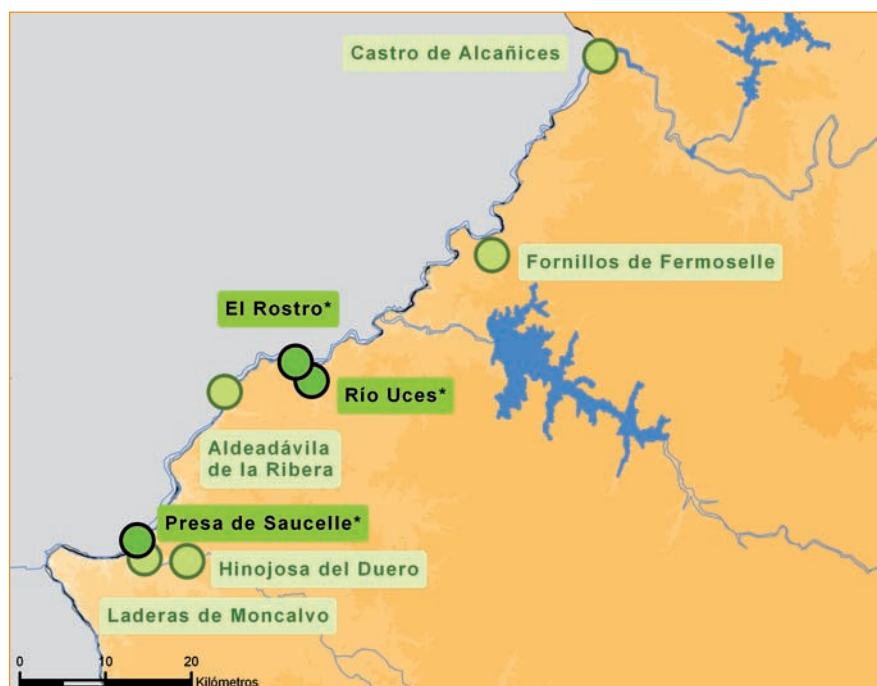 Castro de Alcañices
Fornillos de Fermoselle
El Rostro*
Río Uces*
Aldeadávila
de la Ribera
Presa de Saucelle*
Hinojosa del Duero
Laderas de Moncalvo
0 10 20
Kilómetros